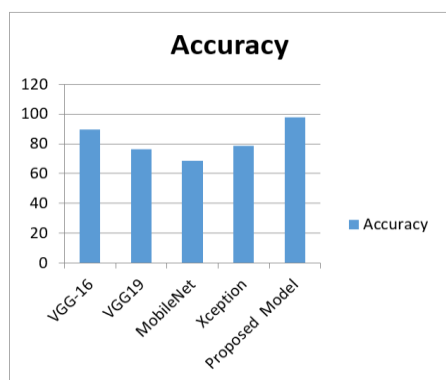 Accuracy
120
100
80
60
40
20
0
VGG-16
VGG19
MobileNet
Xception
Proposed Model
Accuracy